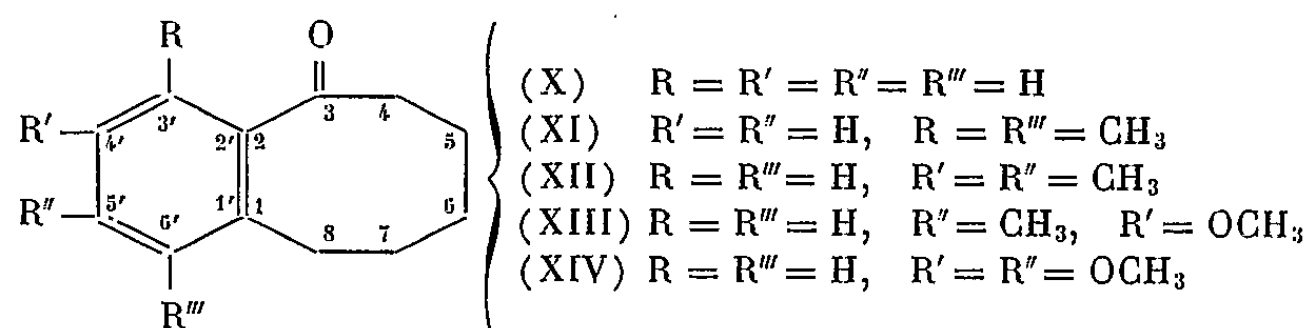 R
O
R'
3'
4'
2'
2
3
4
5
R''
5'
1'
1
6
6'
8
7
R'''
(X) R = R' = R'' = R''' = H
(XI) R' = R'' = H, R = R''' = CH₃
(XII) R = R''' = H, R' = R'' = CH₃
(XIII) R = R''' = H, R'' = CH₃, R' = OCH₃
(XIV) R = R''' = H, R' = R'' = OCH₃